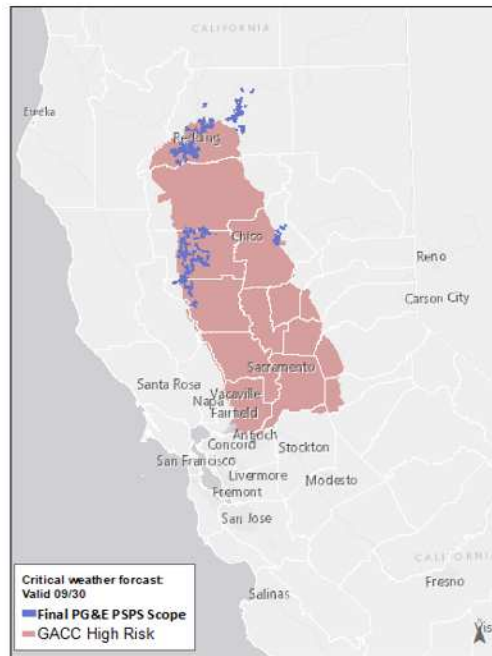 CALIFORNIA
Eureka
Redding
Chico
Reno
Carson City
Sacramento
Santa Rosa
Vacaville
Napa
Fairfield
Antioch
Concord
Stockton
San Francisco
Livermore
Modesto
Fremont
San Jose
CALIFORNIA
Fresno
Salinas
Vis
Critical weather forcast:
Valid 09/30
Final PG&E PSPS Scope
GACC High Risk